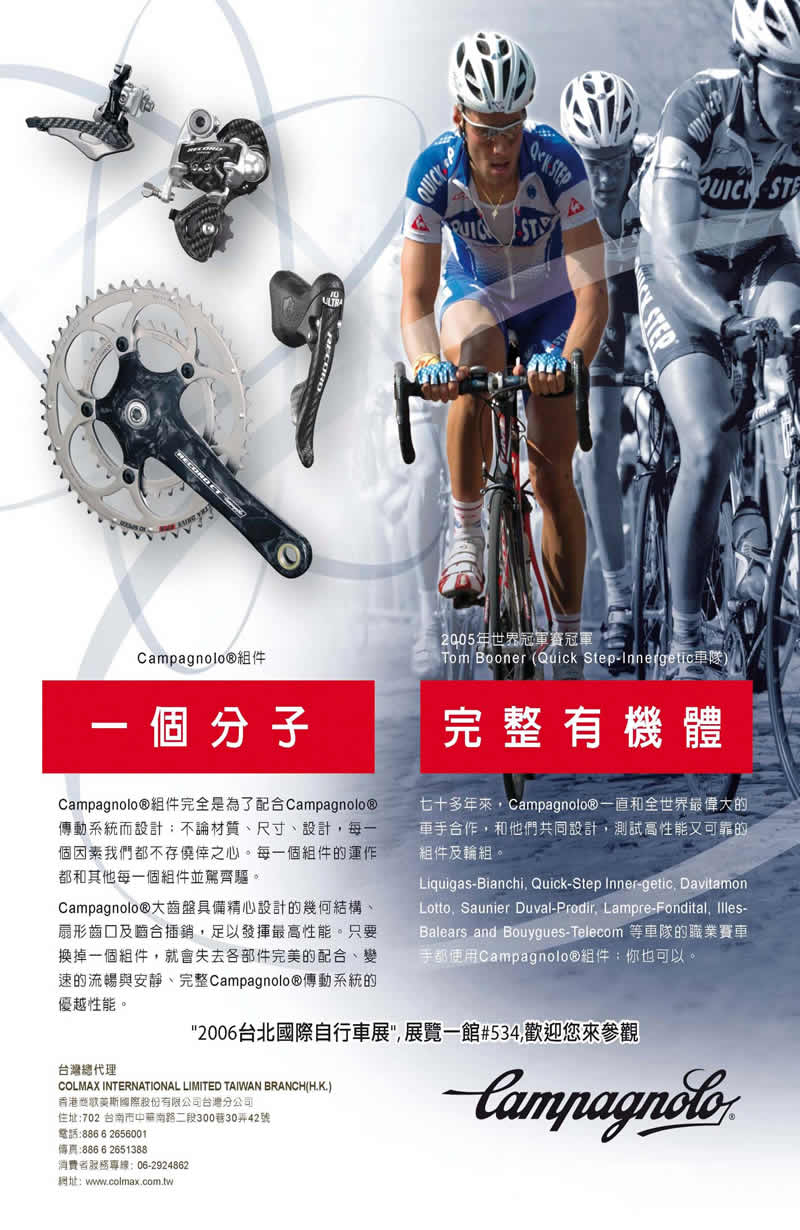 RECORD
10
ULTRA
RECORD
RECORD CT
QUICK STEP
QUICK STEP
QUICK STEP
QUICK STEP
Campagnolo®組件
2005年世界冠軍賽冠軍
Tom Booner (Quick Step-Innergetic車隊)
一個分子
完整有機體
Campagnolo®組件完全是為了配合Campagnolo®
傳動系統而設計；不論材質、尺寸、設計，每一
個因素我們都不存僥倖之心。每一個組件的運作
都和其他每一個組件並駕齊驅。
Campagnolo®大齒盤具備精心設計的幾何結構、
扇形齒口及嚙合插銷，足以發揮最高性能。只要
換掉一個組件，就會失去各部件完美的配合、變
速的流暢與安靜、完整Campagnolo®傳動系統的
優越性能。
七十多年來，Campagnolo®一直和全世界最偉大的
車手合作，和他們共同設計，測試高性能又可靠的
組件及輪組。
Liquigas-Bianchi, Quick-Step Inner-getic, Davitamon
Lotto, Saunier Duval-Prodir, Lampre-Fondital, Illes-
Balears and Bouygues-Telecom 等車隊的職業賽車
手都使用Campagnolo®組件；你也可以。
"2006台北國際自行車展", 展覽一館#534,歡迎您來參觀
台灣總代理
COLMAX INTERNATIONAL LIMITED TAIWAN BRANCH(H.K.)
香港商歌美斯國際股份有限公司台灣分公司
住址:702 台南市中華南路二段300巷30弄42號
電話:886 6 2656001
傳真:886 6 2651388
消費者服務專線: 06-2924862
網址: www.colmax.com.tw
Campagnolo®